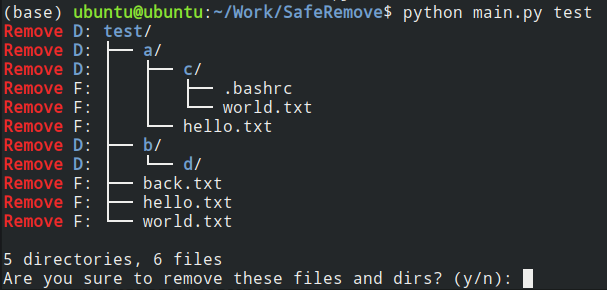 (base) ubuntu@ubuntu:~/Work/SafeRemove$ python main.py test
Remove D: test/
Remove D: ├── a/
Remove D: │   ├── c/
Remove F: │   │   ├── .bashrc
Remove F: │   │   └── world.txt
Remove F: │   └── hello.txt
Remove D: ├── b/
Remove D: │   └── d/
Remove F: ├── back.txt
Remove F: ├── hello.txt
Remove F: └── world.txt
5 directories, 6 files
Are you sure to remove these files and dirs? (y/n):